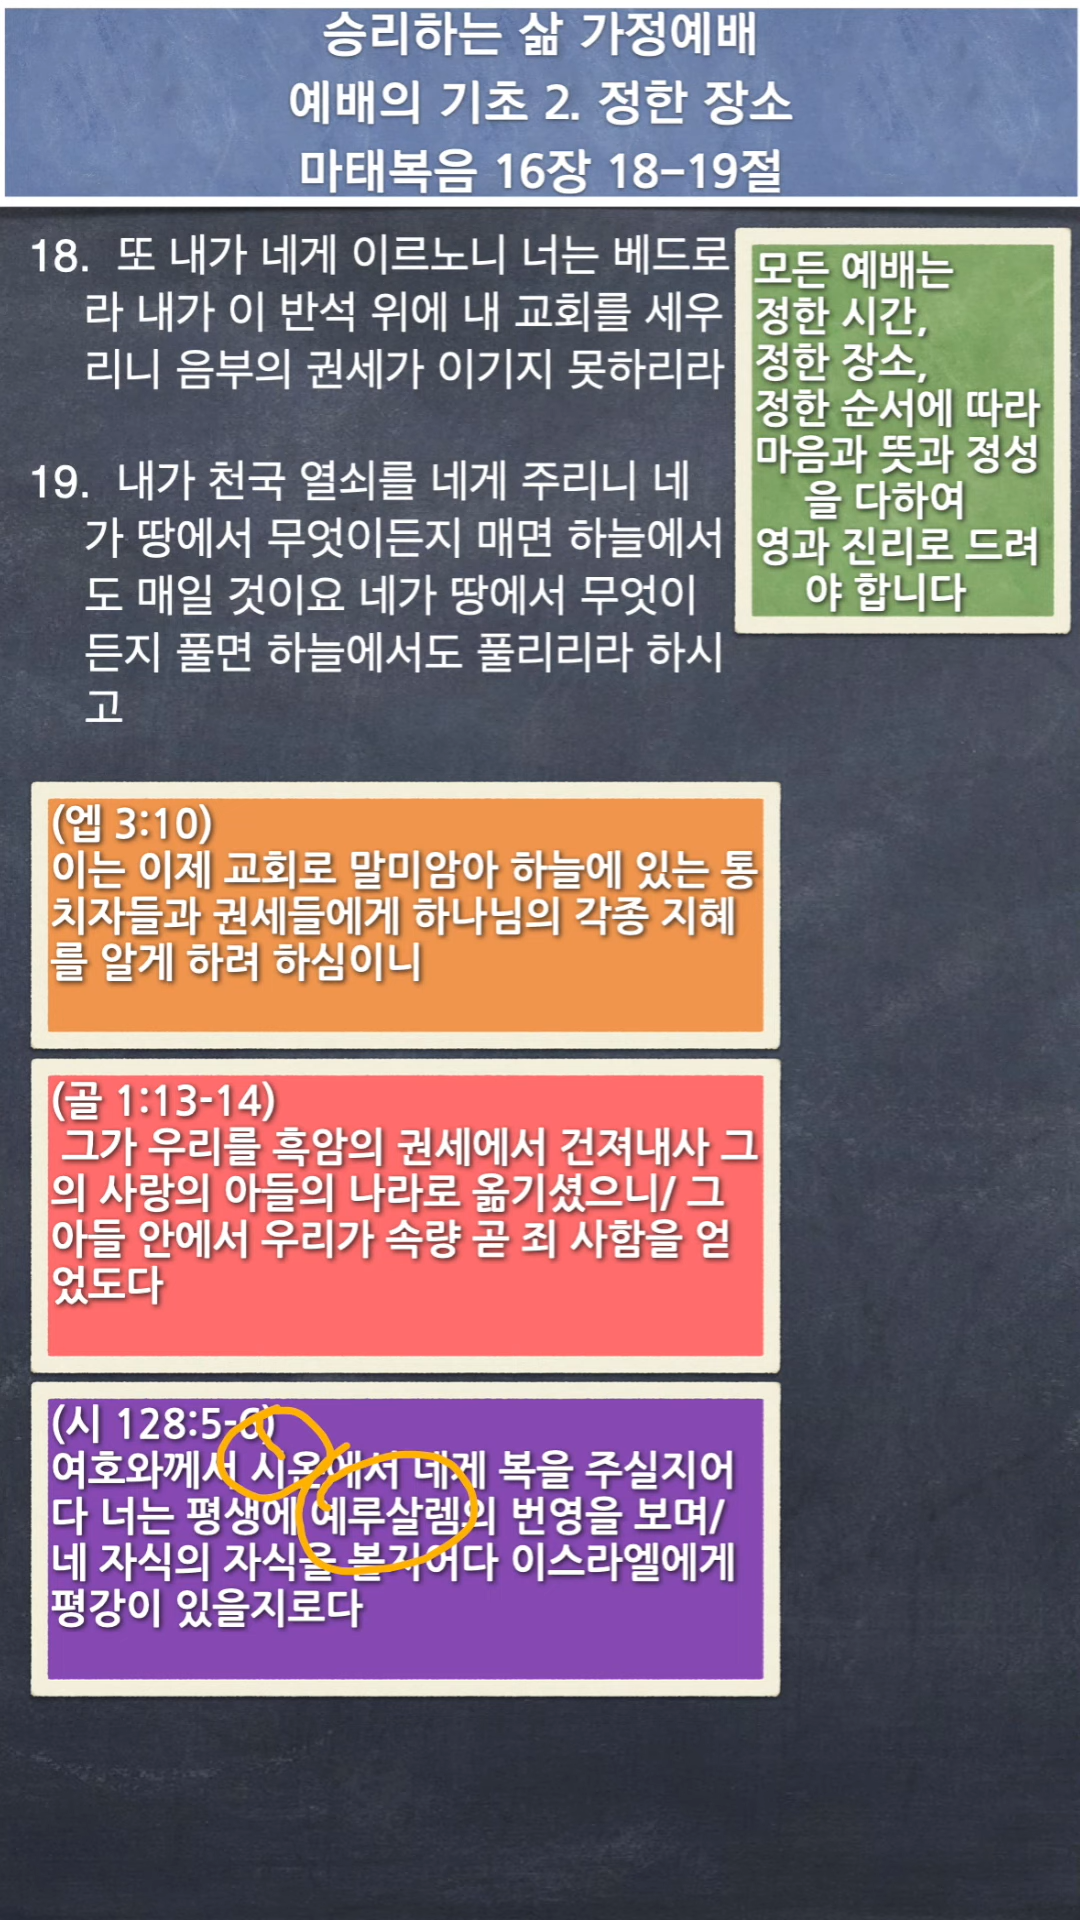 승리하는 삶 가정예배
예배의 기초 2. 정한 장소
마태복음 16장 18-19절
18. 또 내가 네게 이르노니 너는 베드로
라 내가 이 반석 위에 내 교회를 세우
리니 음부의 권세가 이기지 못하리라
19. 내가 천국 열쇠를 네게 주리니 네
가 땅에서 무엇이든지 매면 하늘에서
도 매일 것이요 네가 땅에서 무엇이
든지 풀면 하늘에서도 풀리리라 하시
고
모든 예배는
정한 시간,
정한 장소,
정한 순서에 따라
마음과 뜻과 정성
을 다하여
영과 진리로 드려
야 합니다
(엡 3:10)
이는 이제 교회로 말미암아 하늘에 있는 통
치자들과 권세들에게 하나님의 각종 지혜
를 알게 하려 하심이니
(골 1:13-14)
그가 우리를 흑암의 권세에서 건져내사 그
의 사랑의 아들의 나라로 옮기셨으니/ 그
아들 안에서 우리가 속량 곧 죄 사함을 얻
었도다
(시 128:5-6)
여호와께서 시온에서 네게 복을 주실지어
다 너는 평생에 예루살렘의 번영을 보며/
네 자식의 자식을 볼지어다 이스라엘에게
평강이 있을지로다